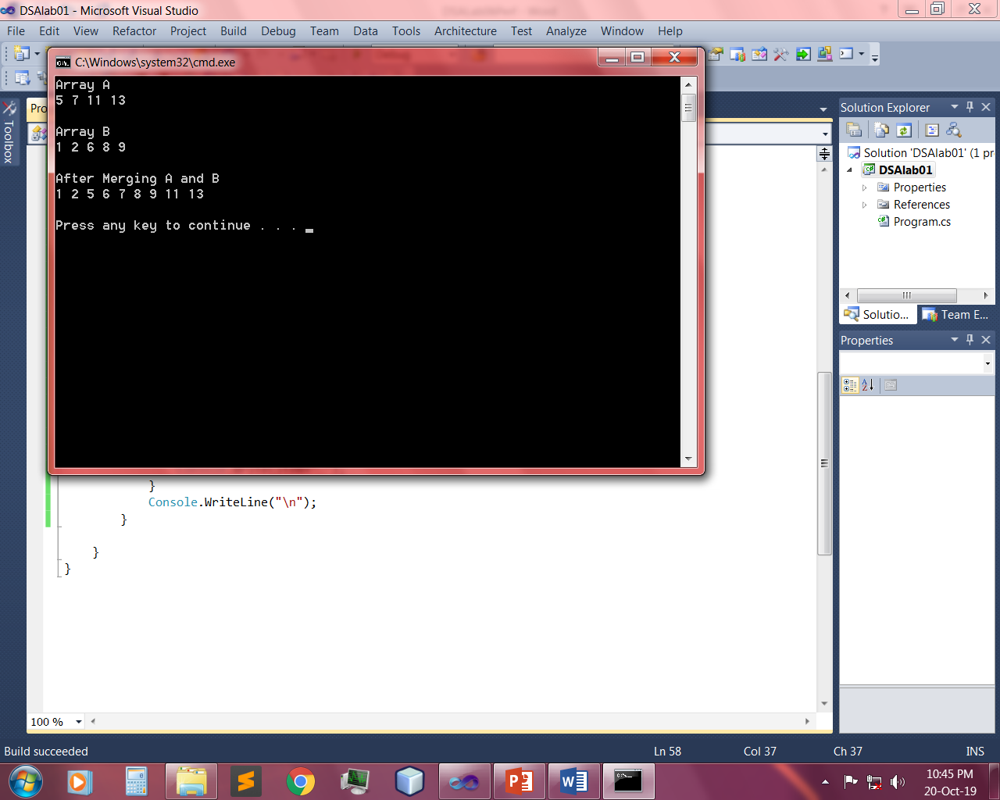 DSAlab01 - Microsoft Visual Studio
File Edit View Refactor Project Build Debug Team Data Tools Architecture Test Analyze Window Help
C:\Windows\system32\cmd.exe
Array A
5 7 11 13
Array B
1 2 6 8 9
After Merging A and B
1 2 5 6 7 8 9 11 13
Press any key to continue . . .
Toolbox
Pro
Solution Explorer
Solution 'DSAlab01' (1 pr
DSAlab01
Properties
References
Program.cs
Solutio... Team E...
Properties
}
Console.WriteLine("\n");
}
}
}
100 %
Build succeeded Ln 58 Col 37 Ch 37 INS
10:45 PM
20-Oct-19